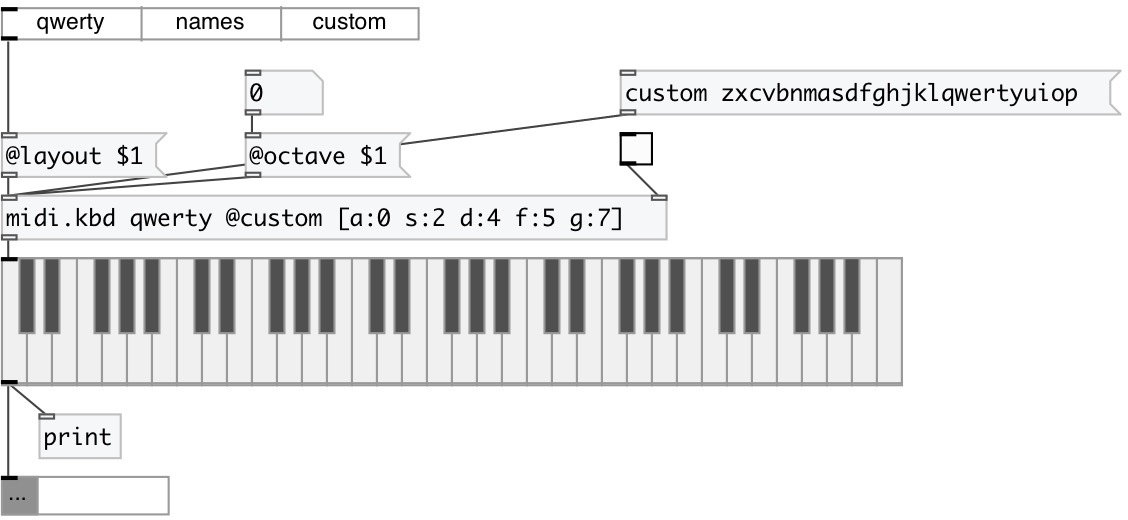 qwerty names custom
0
custom zxcvbnmasdfghjklqwertyuiop
@layout $1
@octave $1
midi.kbd qwerty @custom [a:0 s:2 d:4 f:5 g:7]
print
...